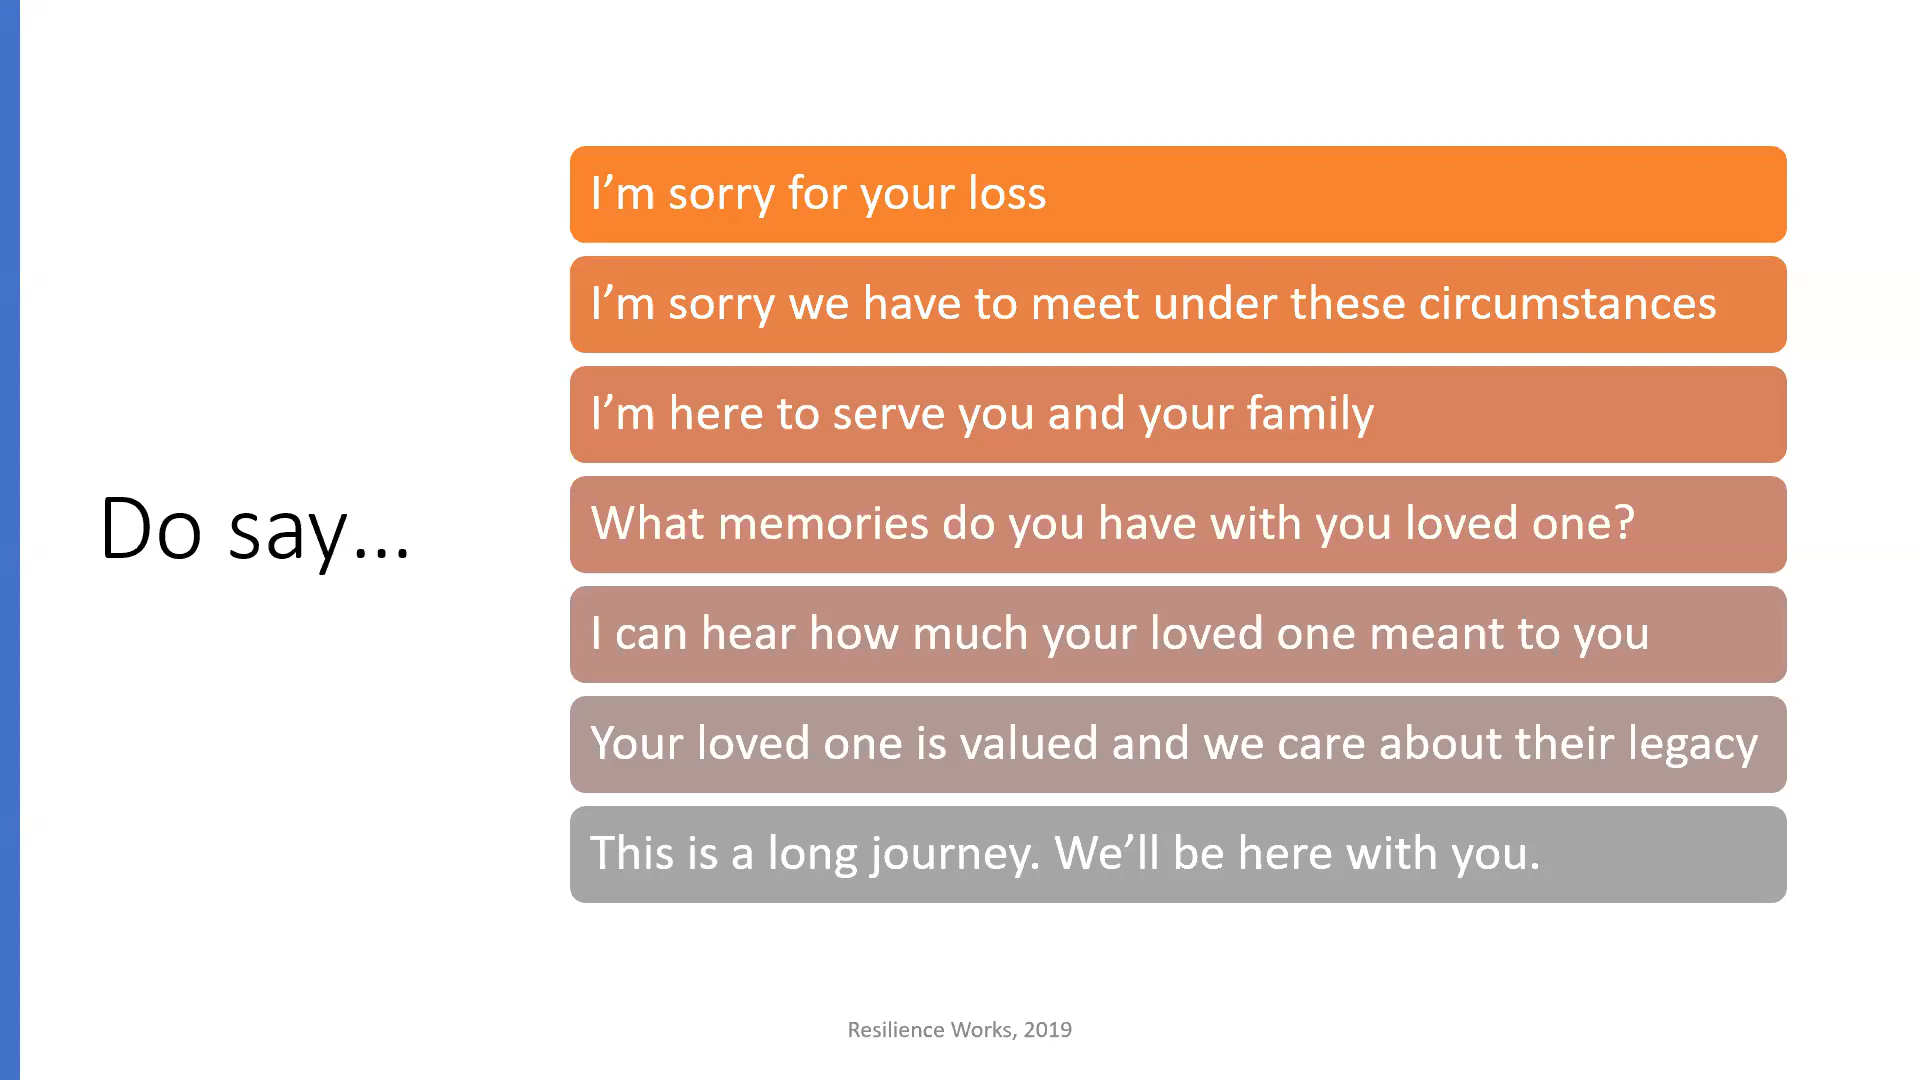 Do say...
I’m sorry for your loss
I’m sorry we have to meet under these circumstances
I’m here to serve you and your family
What memories do you have with you loved one?
I can hear how much your loved one meant to you
Your loved one is valued and we care about their legacy
This is a long journey. We’ll be here with you.
Resilience Works, 2019